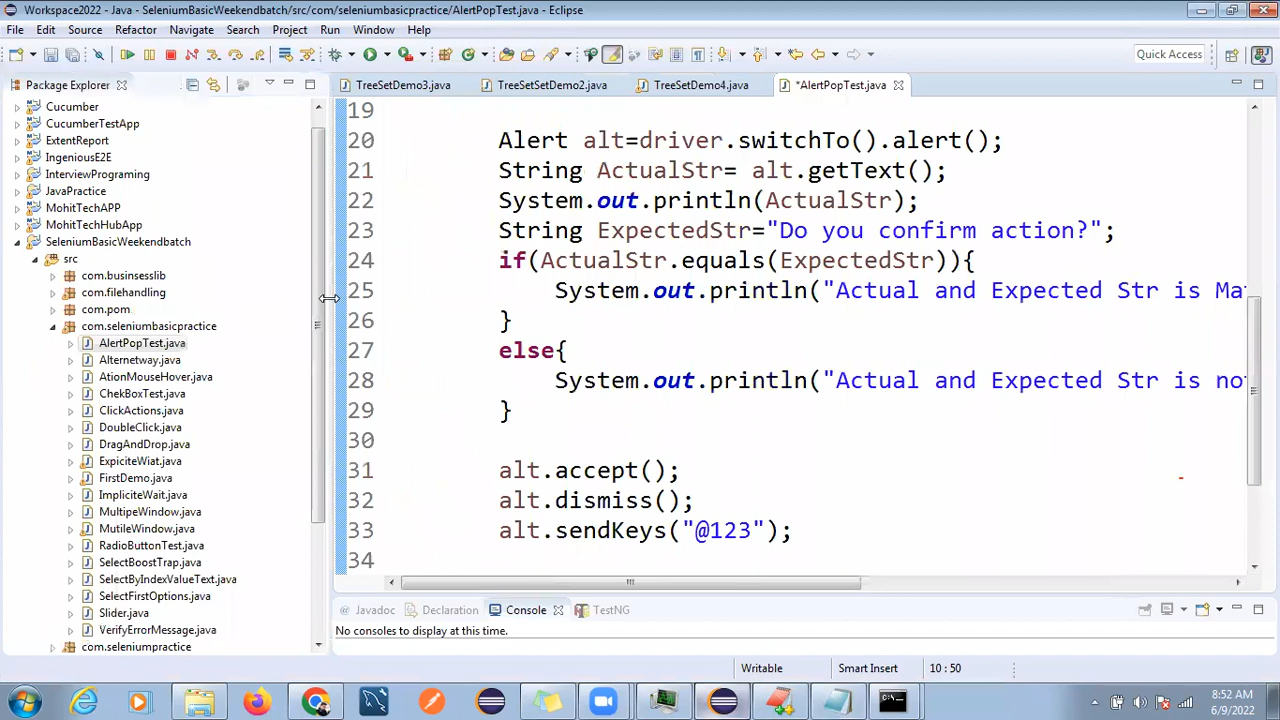 Workspace2022 - Java - SeleniumBasicWeekendbatch/src/com/seleniumbasicpractice/AlertPopTest.java - Eclipse
File Edit Source Refactor Navigate Search Project Run Window Help
Quick Access
Package Explorer
TreeSetDemo3.java TreeSetSetDemo2.java TreeSetDemo4.java *AlertPopTest.java
Cucumber
CucumberTestApp
ExtentReport
IngeniousE2E
InterviewPrograming
JavaPractice
MohitTechAPP
MohitTechHubApp
SeleniumBasicWeekendbatch
src
com.businsesslib
com.filehandling
com.pom
com.seleniumbasicpractice
AlertPopTest.java
Alternetway.java
AtionMouseHover.java
ChekBoxTest.java
ClickActions.java
DoubleClick.java
DragAndDrop.java
ExpiciteWiat.java
FirstDemo.java
ImpliciteWait.java
MultipeWindow.java
MutileWindow.java
RadioButtonTest.java
SelectBoostTrap.java
SelectByIndexValueText.java
SelectFirstOptions.java
Slider.java
VerifyErrorMessage.java
com.seleniumpractice
19
20 Alert alt=driver.switchTo().alert();
21 String ActualStr= alt.getText();
22 System.out.println(ActualStr);
23 String ExpectedStr="Do you confirm action?";
24 if(ActualStr.equals(ExpectedStr)){
25 System.out.println("Actual and Expected Str is Ma
26 }
27 else{
28 System.out.println("Actual and Expected Str is no
29 }
30
31 alt.accept();
32 alt.dismiss();
33 alt.sendKeys("@123");
34
Javadoc Declaration Console TestNG
No consoles to display at this time.
Writable Smart Insert 10 : 50
8:52 AM
6/9/2022